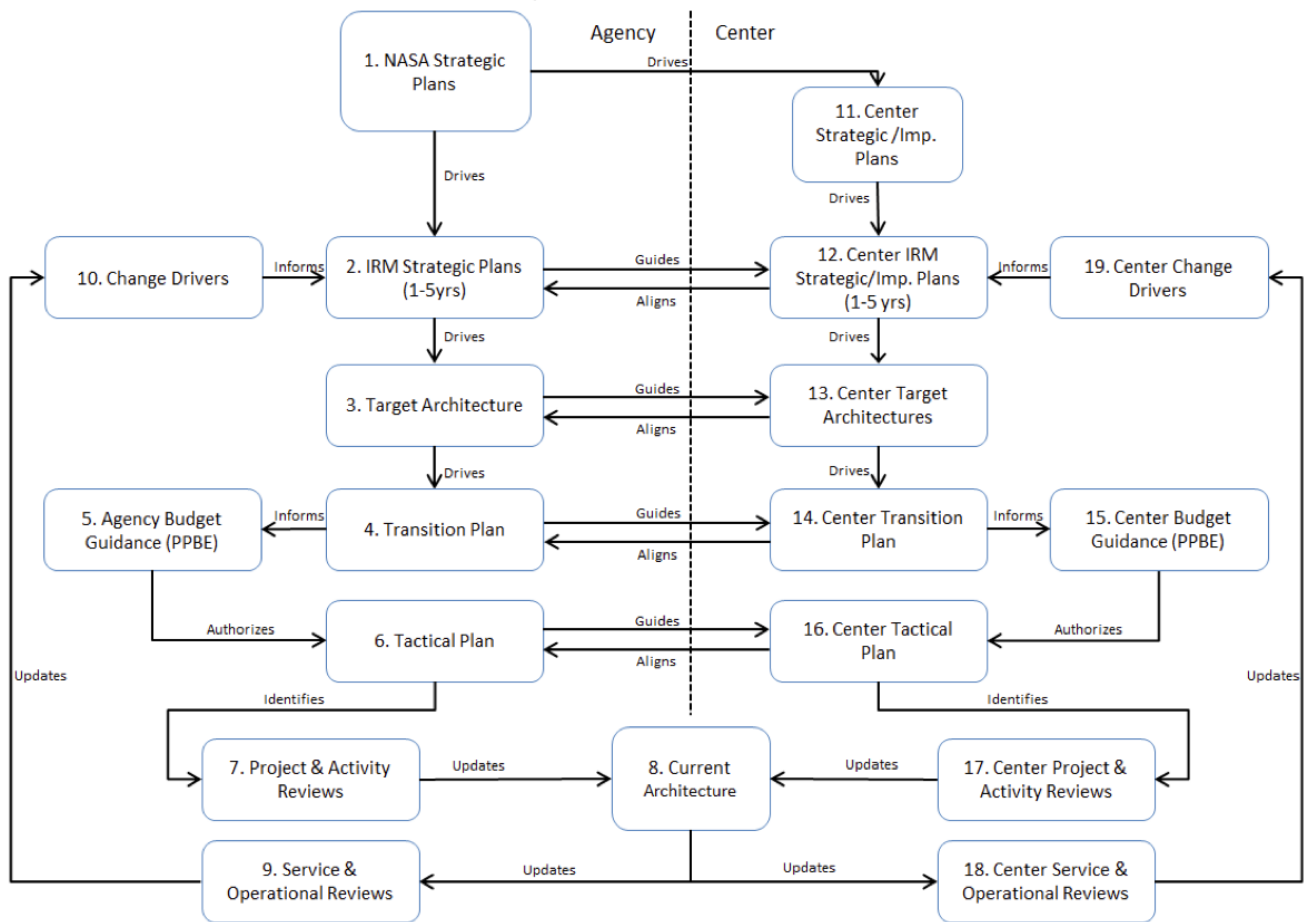 Agency
Center
1. NASA Strategic
Plans
Drives
11. Center
Strategic /Imp.
Plans
Drives
Drives
10. Change Drivers
Informs
2. IRM Strategic Plans
(1-5yrs)
Guides
Aligns
12. Center IRM
Strategic/Imp. Plans
(1-5 yrs)
Informs
19. Center Change
Drivers
Drives
Drives
3. Target Architecture
Guides
Aligns
13. Center Target
Architectures
Drives
Drives
5. Agency Budget
Guidance (PPBE)
Informs
4. Transition Plan
Guides
Aligns
14. Center Transition
Plan
Informs
15. Center Budget
Guidance (PPBE)
Authorizes
6. Tactical Plan
Guides
Aligns
16. Center Tactical
Plan
Authorizes
Updates
Updates
Identifies
Identifies
7. Project & Activity
Reviews
Updates
8. Current
Architecture
Updates
17. Center Project &
Activity Reviews
9. Service &
Operational Reviews
Updates
Updates
18. Center Service &
Operational Reviews